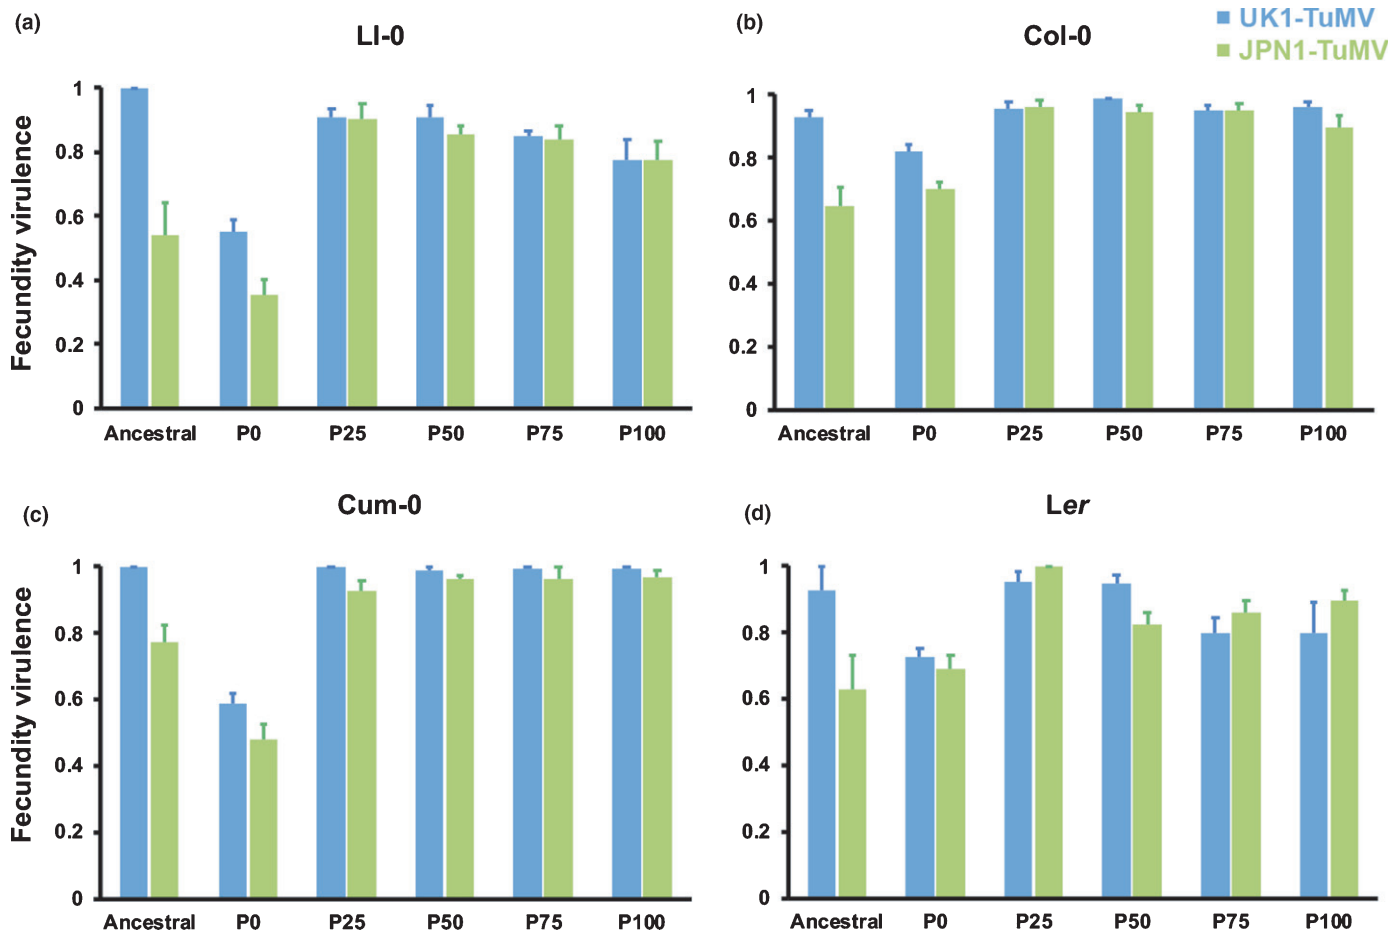 (a)
Ll-0
Fecundity virulence
1
0.8
0.6
0.4
0.2
0
Ancestral P0 P25 P50 P75 P100
(b)
Col-0
UK1-TuMV
JPN1-TuMV
1
0.8
0.6
0.4
0.2
0
Ancestral P0 P25 P50 P75 P100
(c)
Cum-0
Fecundity virulence
1
0.8
0.6
0.4
0.2
0
Ancestral P0 P25 P50 P75 P100
(d)
Ler
1
0.8
0.6
0.4
0.2
0
Ancestral P0 P25 P50 P75 P100